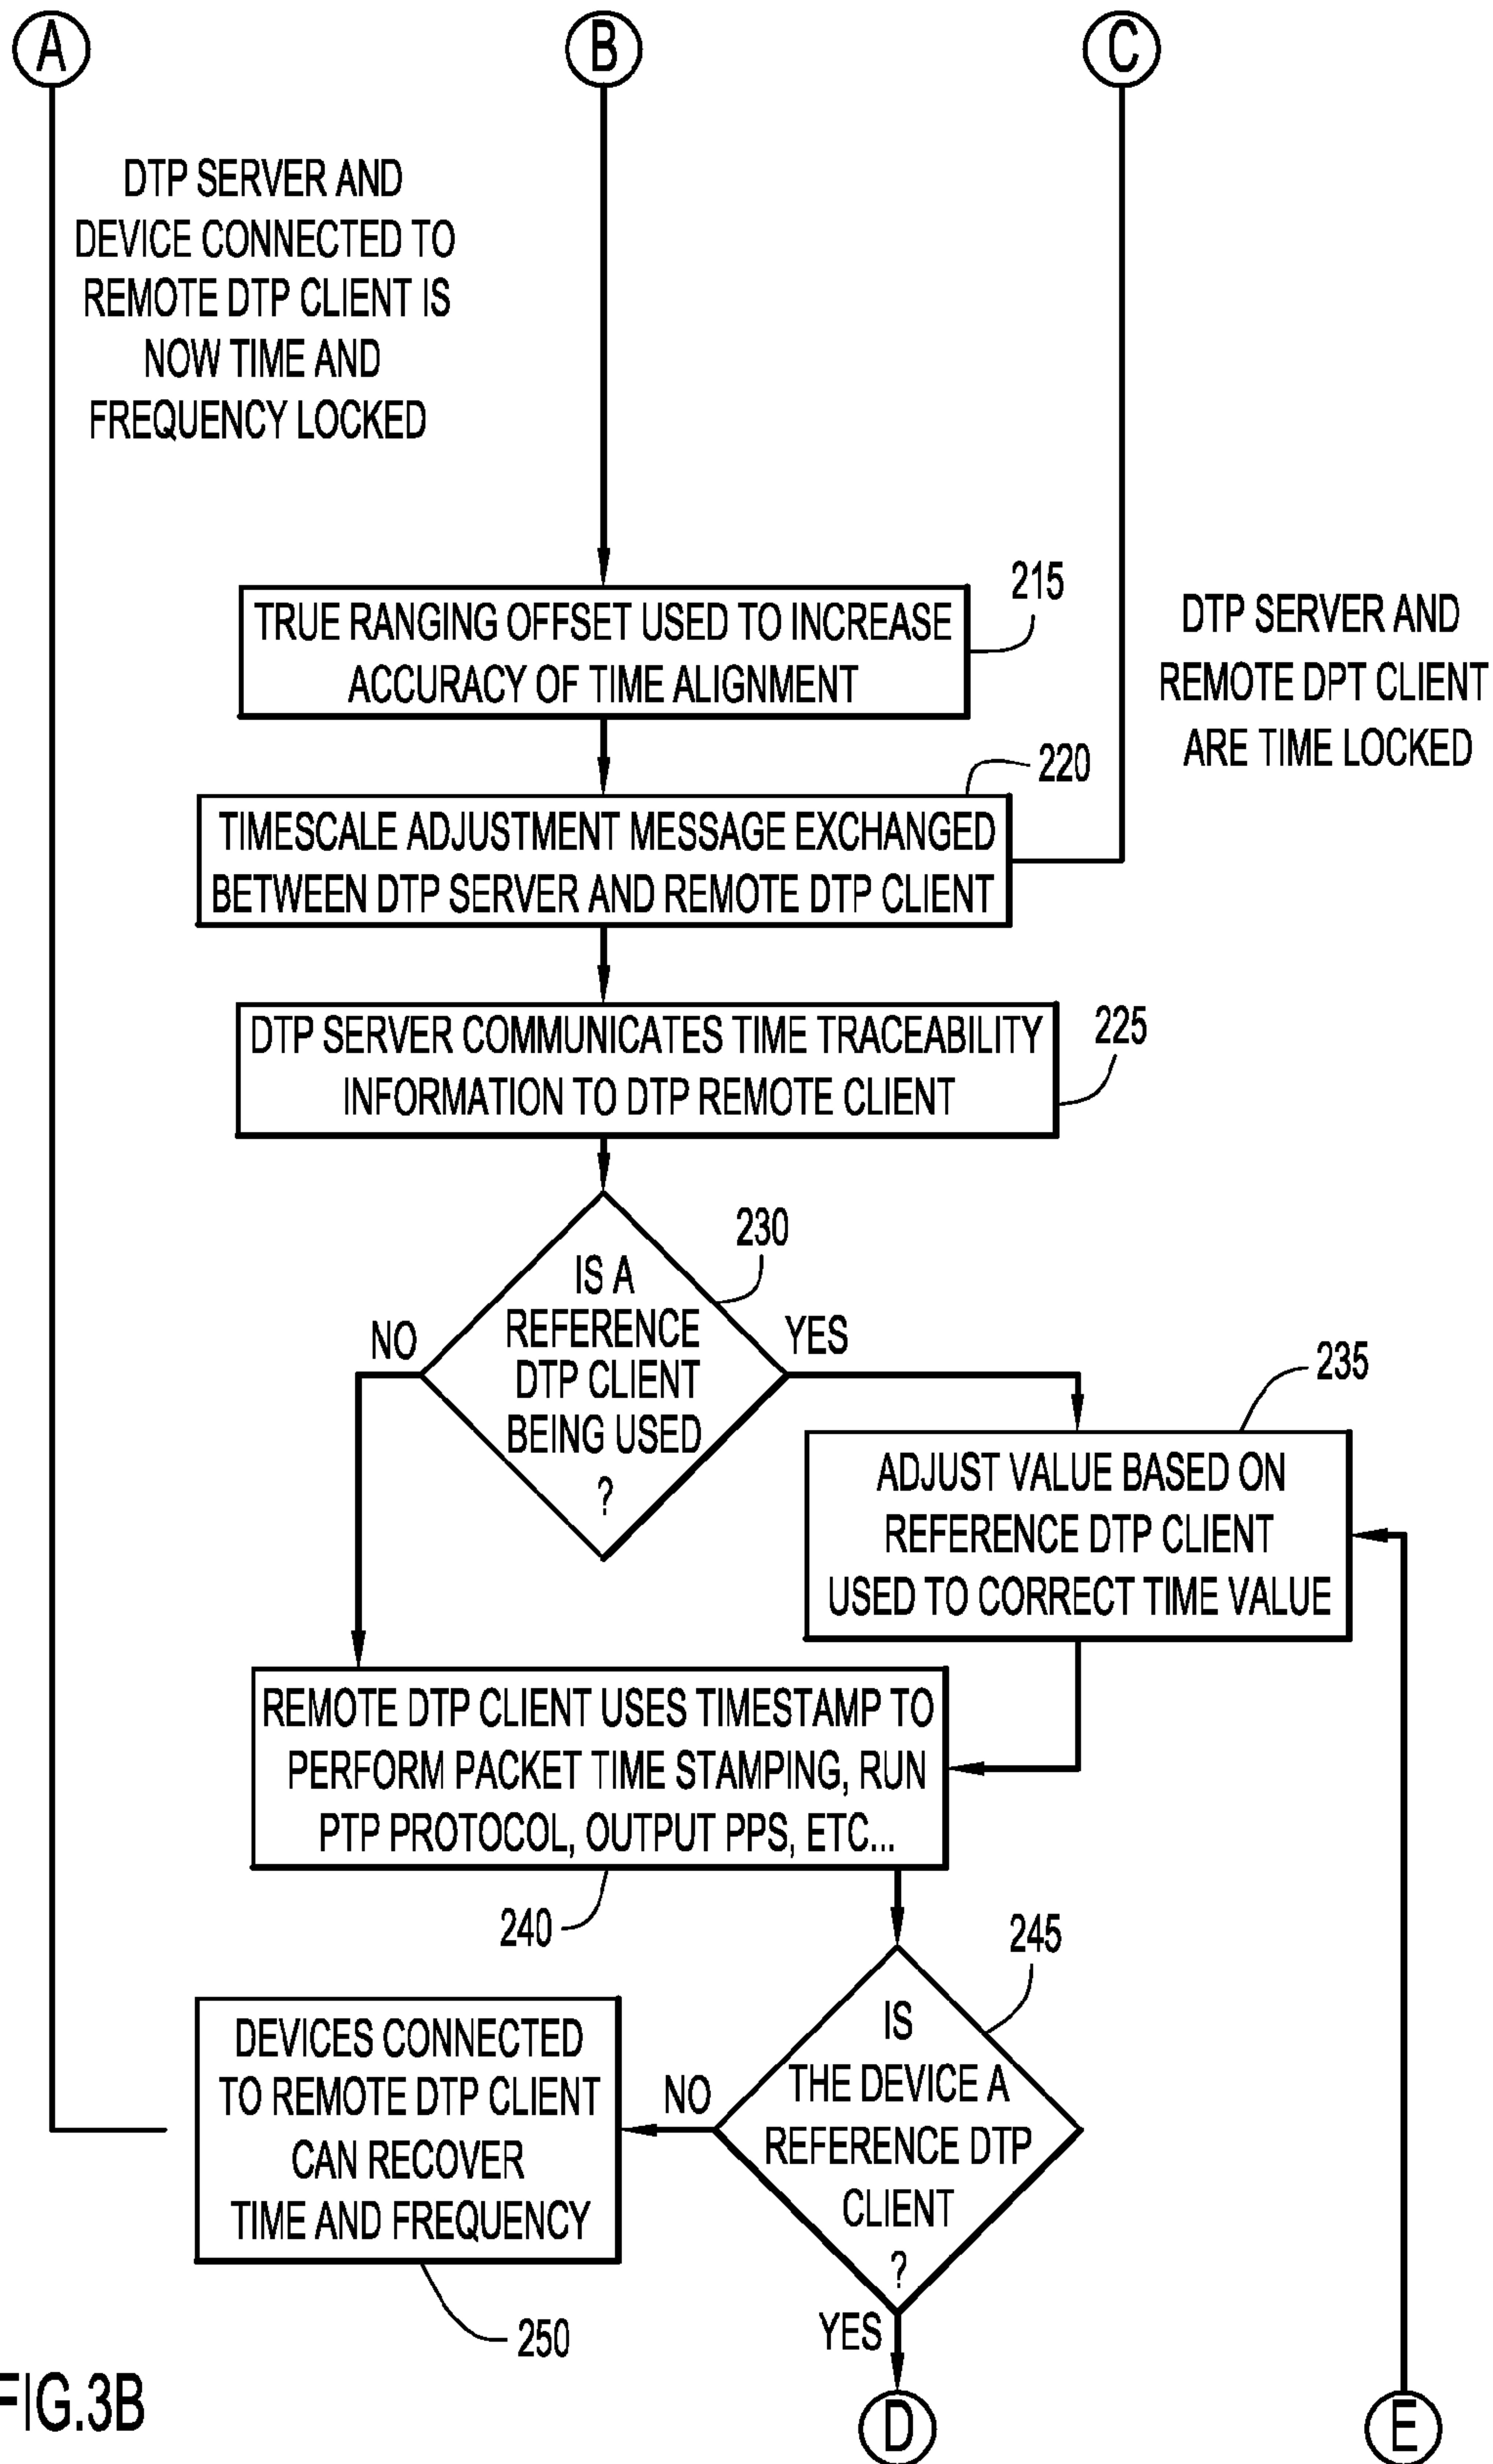 A
B
C
DTP SERVER AND
DEVICE CONNECTED TO
REMOTE DTP CLIENT IS
NOW TIME AND
FREQUENCY LOCKED
215
TRUE RANGING OFFSET USED TO INCREASE
ACCURACY OF TIME ALIGNMENT
DTP SERVER AND
REMOTE DPT CLIENT
ARE TIME LOCKED
220
TIMESCALE ADJUSTMENT MESSAGE EXCHANGED
BETWEEN DTP SERVER AND REMOTE DTP CLIENT
225
DTP SERVER COMMUNICATES TIME TRACEABILITY
INFORMATION TO DTP REMOTE CLIENT
230
IS A
REFERENCE
DTP CLIENT
BEING USED
?
NO
YES
235
ADJUST VALUE BASED ON
REFERENCE DTP CLIENT
USED TO CORRECT TIME VALUE
REMOTE DTP CLIENT USES TIMESTAMP TO
PERFORM PACKET TIME STAMPING, RUN
PTP PROTOCOL, OUTPUT PPS, ETC...
240
245
IS
THE DEVICE A
REFERENCE DTP
CLIENT
?
NO
DEVICES CONNECTED
TO REMOTE DTP CLIENT
CAN RECOVER
TIME AND FREQUENCY
250
YES
FIG.3B
D
E